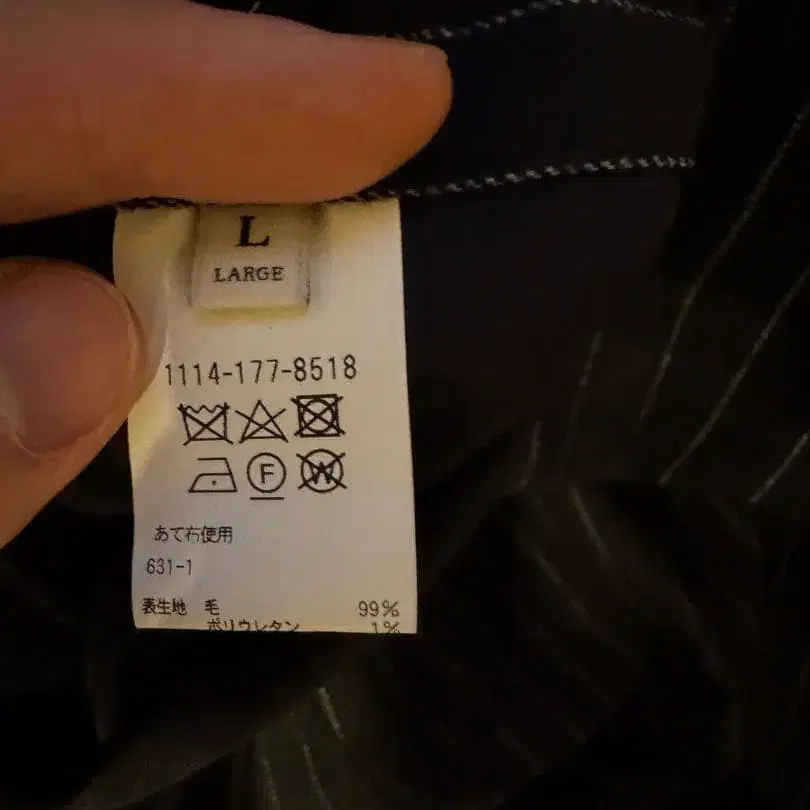 L
LARGE
1114-177-8518
F W
あて布使用
631-1
表生地 毛 99%
ポリウレタン 1%